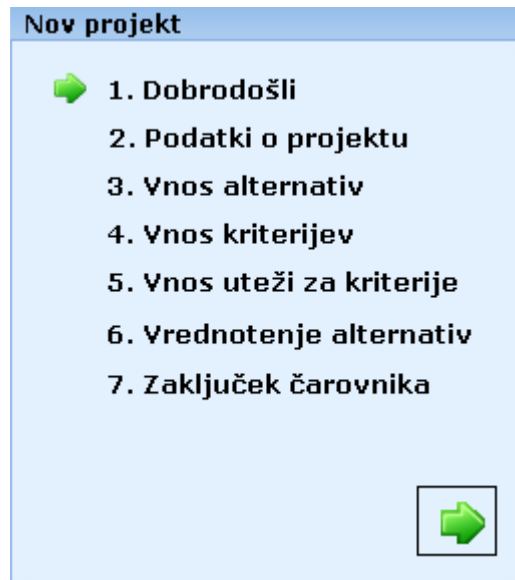 Nov projekt
1. Dobrodošli
2. Podatki o projektu
3. Vnos alternativ
4. Vnos kriterijev
5. Vnos uteži za kriterije
6. Vrednotenje alternativ
7. Zaključek čarovnika